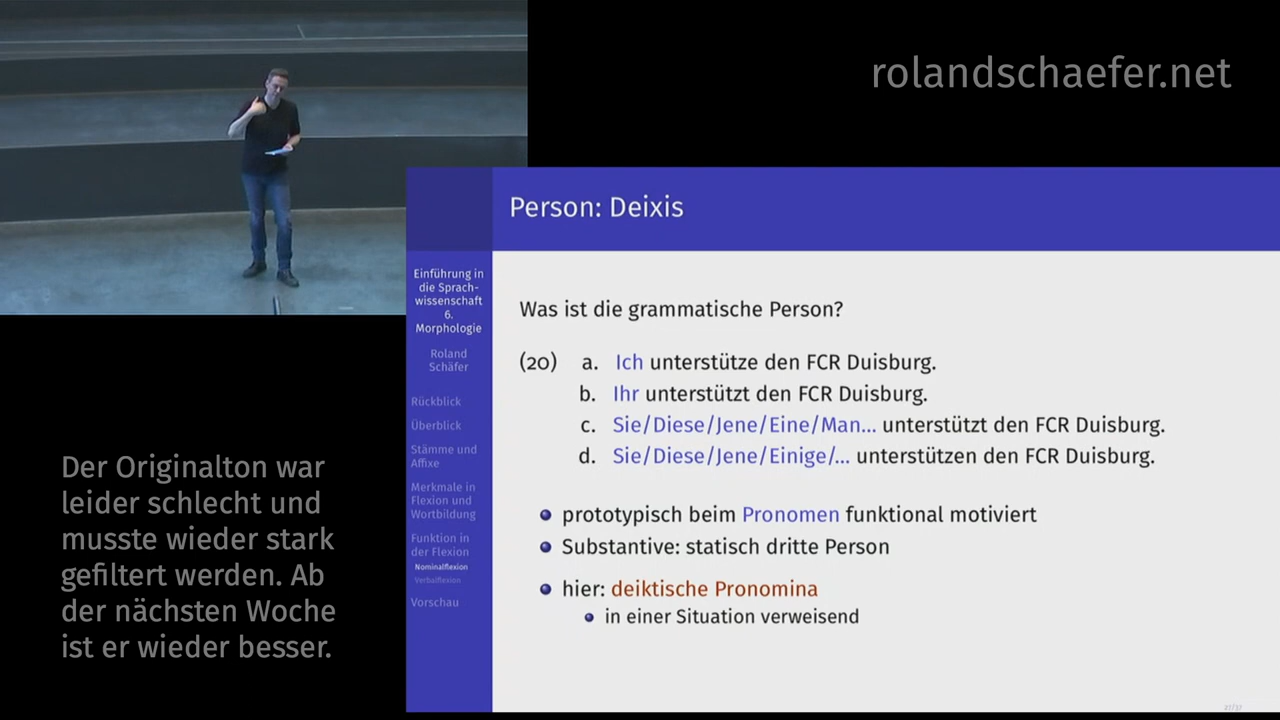 rolandschaefer.net
Person: Deixis
Einführung in
die Sprach-
wissenschaft
6.
Morphologie
Roland
Schäfer
Rückblick
Überblick
Stämme und
Affixe
Merkmale in
Flexion und
Wortbildung
Funktion in
der Flexion
Nominalflexion
Verbalflexion
Vorschau
Was ist die grammatische Person?
(20) a. Ich unterstütze den FCR Duisburg.
b. Ihr unterstützt den FCR Duisburg.
c. Sie/Diese/Jene/Eine/Man... unterstützt den FCR Duisburg.
d. Sie/Diese/Jene/Einige/... unterstützen den FCR Duisburg.
prototypisch beim Pronomen funktional motiviert
Substantive: statisch dritte Person
hier: deiktische Pronomina
in einer Situation verweisend
Der Originalton war
leider schlecht und
musste wieder stark
gefiltert werden. Ab
der nächsten Woche
ist er wieder besser.